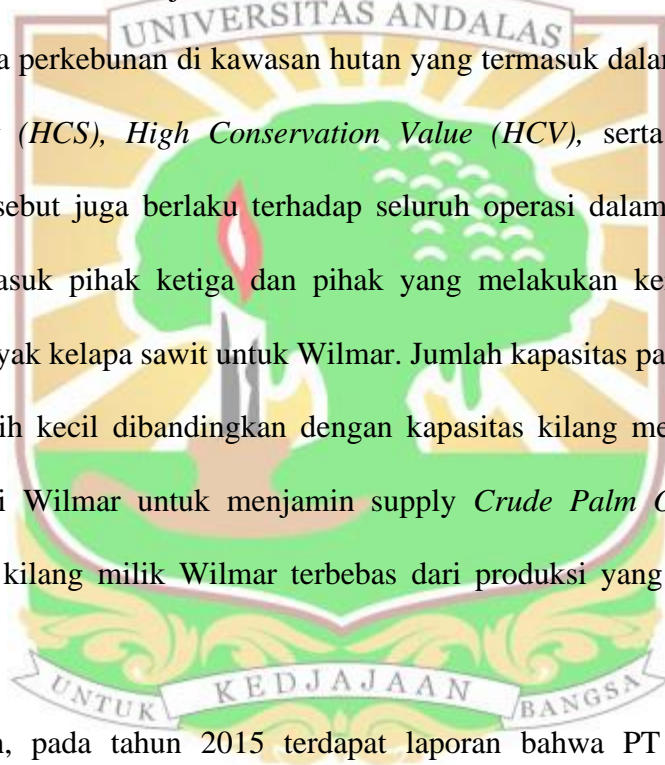 UNIVERSITAS ANDALAS
a perkebunan di kawasan hutan yang termasuk dalam
(HCS), High Conservation Value (HCV), serta
sebut juga berlaku terhadap seluruh operasi dalam
asuk pihak ketiga dan pihak yang melakukan ke
yak kelapa sawit untuk Wilmar. Jumlah kapasitas pa
ih kecil dibandingkan dengan kapasitas kilang me
i Wilmar untuk menjamin supply Crude Palm O
kilang milik Wilmar terbebas dari produksi yang
UNTUK KEDJAJAAN BANGSA
n, pada tahun 2015 terdapat laporan bahwa PT